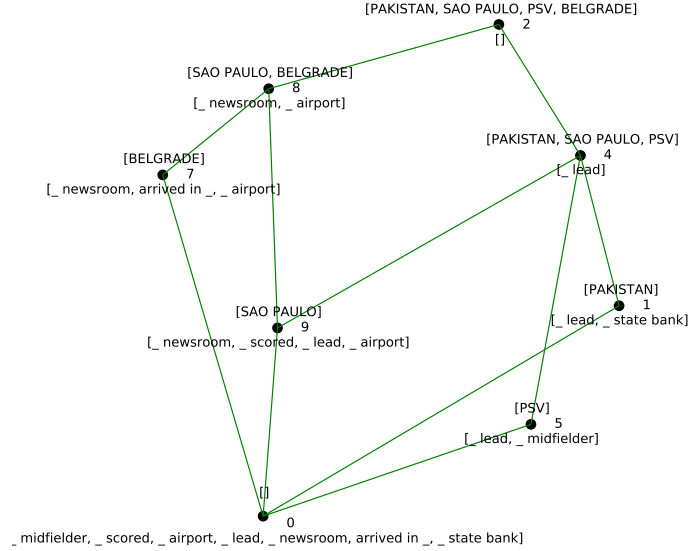 [PAKISTAN, SAO PAULO, PSV, BELGRADE]
2
[]
[SAO PAULO, BELGRADE]
8
[_ newsroom, _ airport]
[PAKISTAN, SAO PAULO, PSV]
4
[_ lead]
[BELGRADE]
7
[_ newsroom, arrived in _, _ airport]
[PAKISTAN]
1
[_ lead, _ state bank]
[SAO PAULO]
9
[_ newsroom, _ scored, _ lead, _ airport]
[PSV]
5
[_ lead, _ midfielder]
[]
0
_ midfielder, _ scored, _ airport, _ lead, _ newsroom, arrived in _, _ state bank]